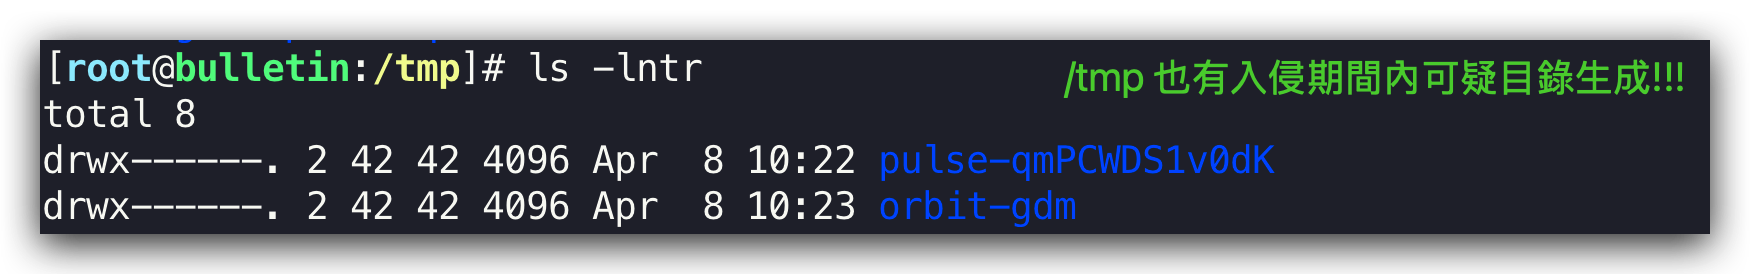 [root@bulletin:/tmp]# ls -lntr
/tmp 也有入侵期間內可疑目錄生成!!!
total 8
drwx------. 2 42 42 4096 Apr  8 10:22 pulse-qmPCWDS1v0dK
drwx------. 2 42 42 4096 Apr  8 10:23 orbit-gdm